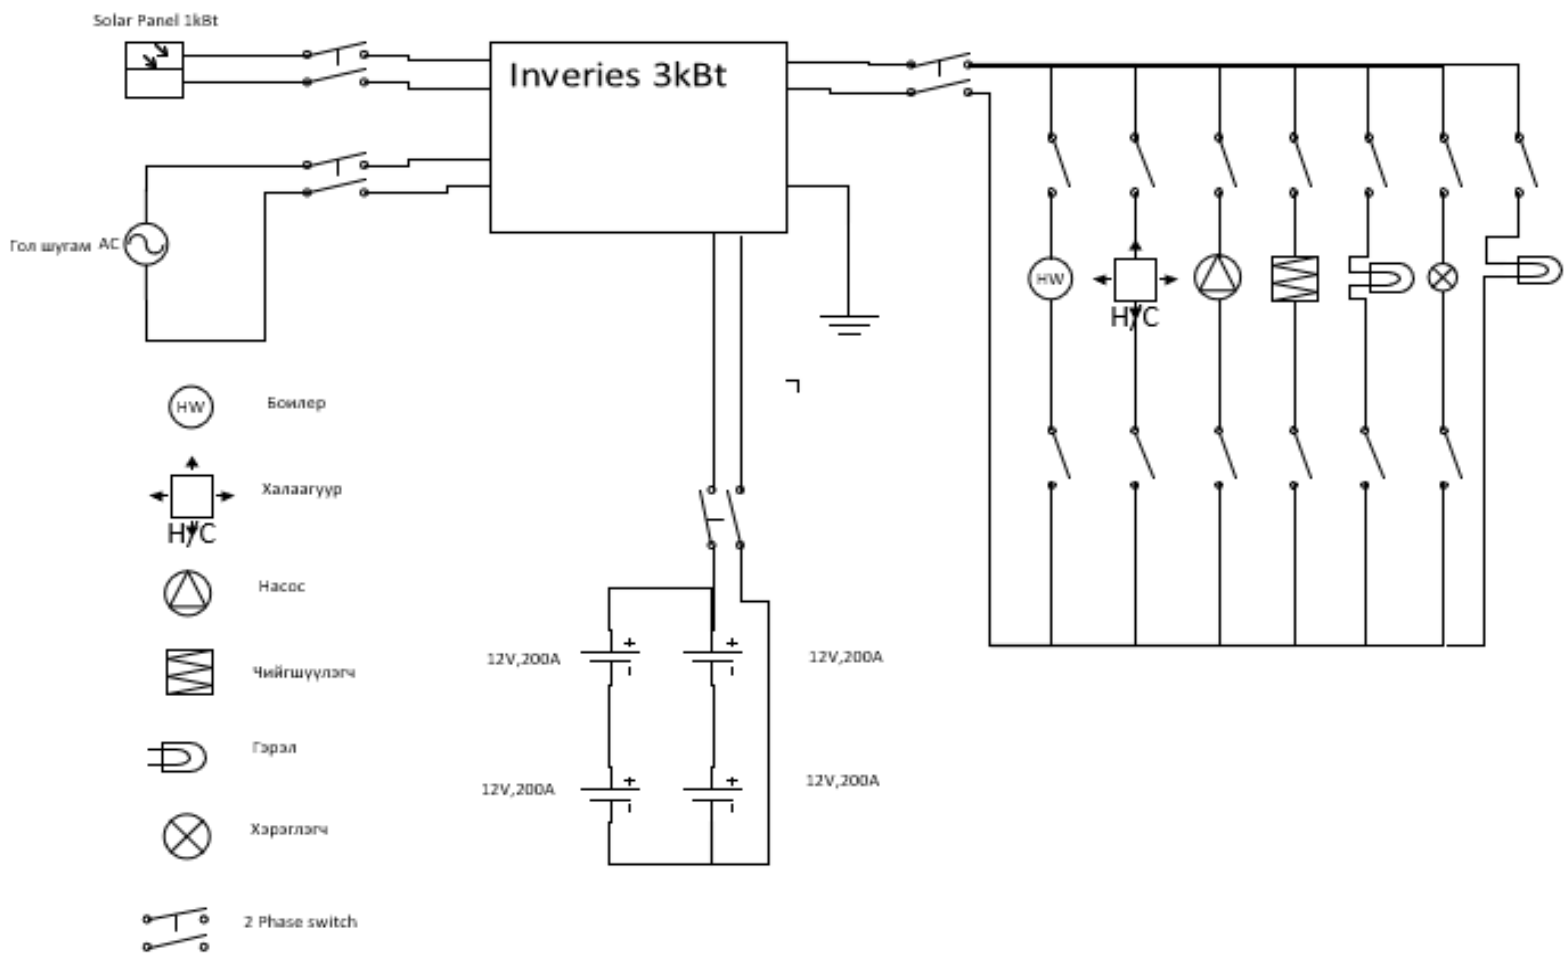 Solar Panel 1kBt
Inveries 3kBt
Гол шугам AC
HW
H/C
HW
Боилер
Халаагуур
H/C
Насос
12V,200A
12V,200A
Чийгшүүлэгч
Гэрэл
12V,200A
12V,200A
Хэрэглэгч
2 Phase switch